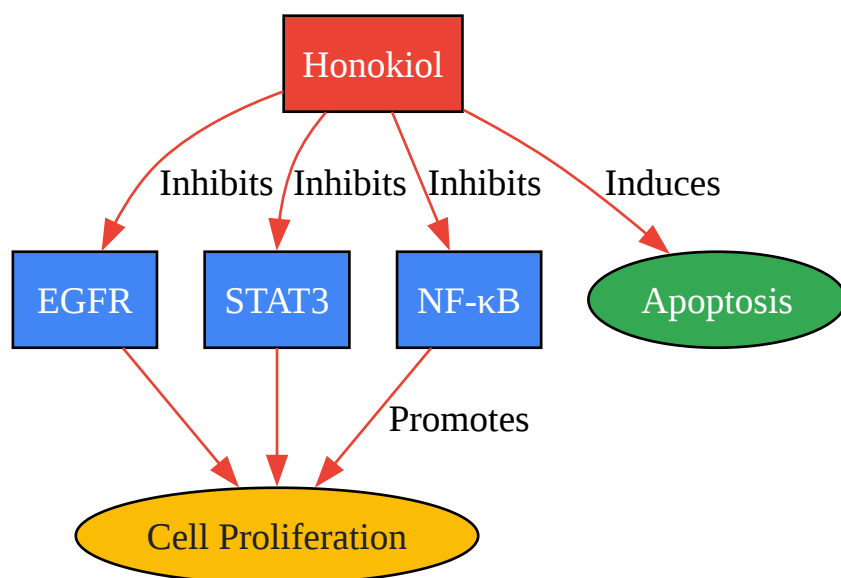 Honokiol
Inhibits Inhibits Inhibits Induces
EGFR STAT3 NF-κB Apoptosis
Promotes
Cell Proliferation